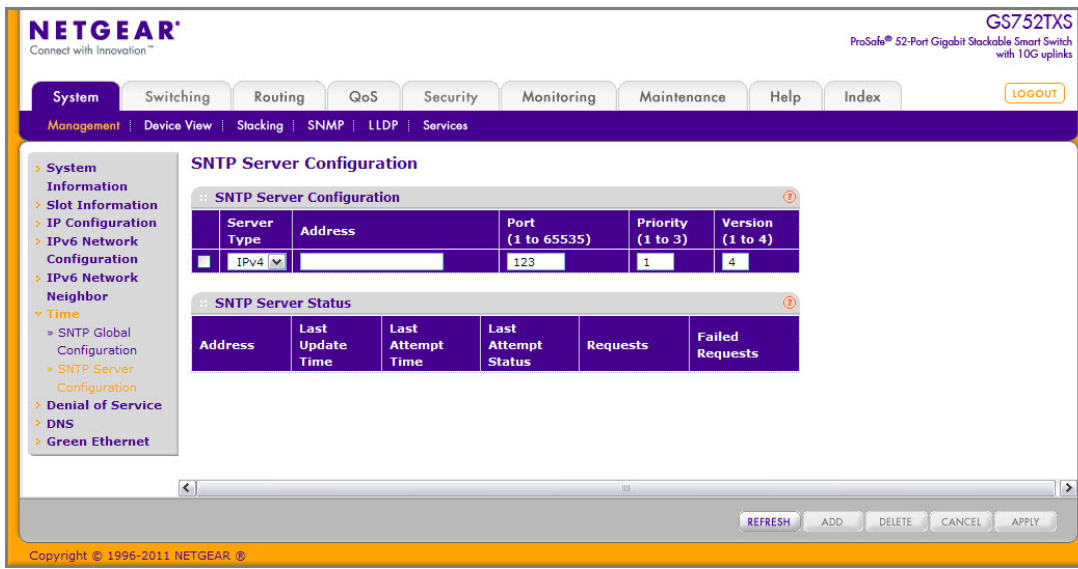 NETGEAR®
Connect with Innovation™
GS752TXS
ProSafe® 52-Port Gigabit Stackable Smart Switch
with 10G uplinks
System Switching Routing QoS Security Monitoring Maintenance Help Index LOGOUT
Management | Device View | Stacking | SNMP | LLDP | Services
System
Information
Slot Information
IP Configuration
IPv6 Network
Configuration
IPv6 Network
Neighbor
Time
» SNTP Global
Configuration
» SNTP Server
Configuration
Denial of Service
DNS
Green Ethernet
SNTP Server Configuration
SNTP Server Configuration ?
Server
Type
Address
Port
(1 to 65535)
Priority
(1 to 3)
Version
(1 to 4)
IPv4 123 1 4
SNTP Server Status ?
Address
Last
Update
Time
Last
Attempt
Time
Last
Attempt
Status
Requests
Failed
Requests
REFRESH ADD DELETE CANCEL APPLY
Copyright © 1996-2011 NETGEAR ®